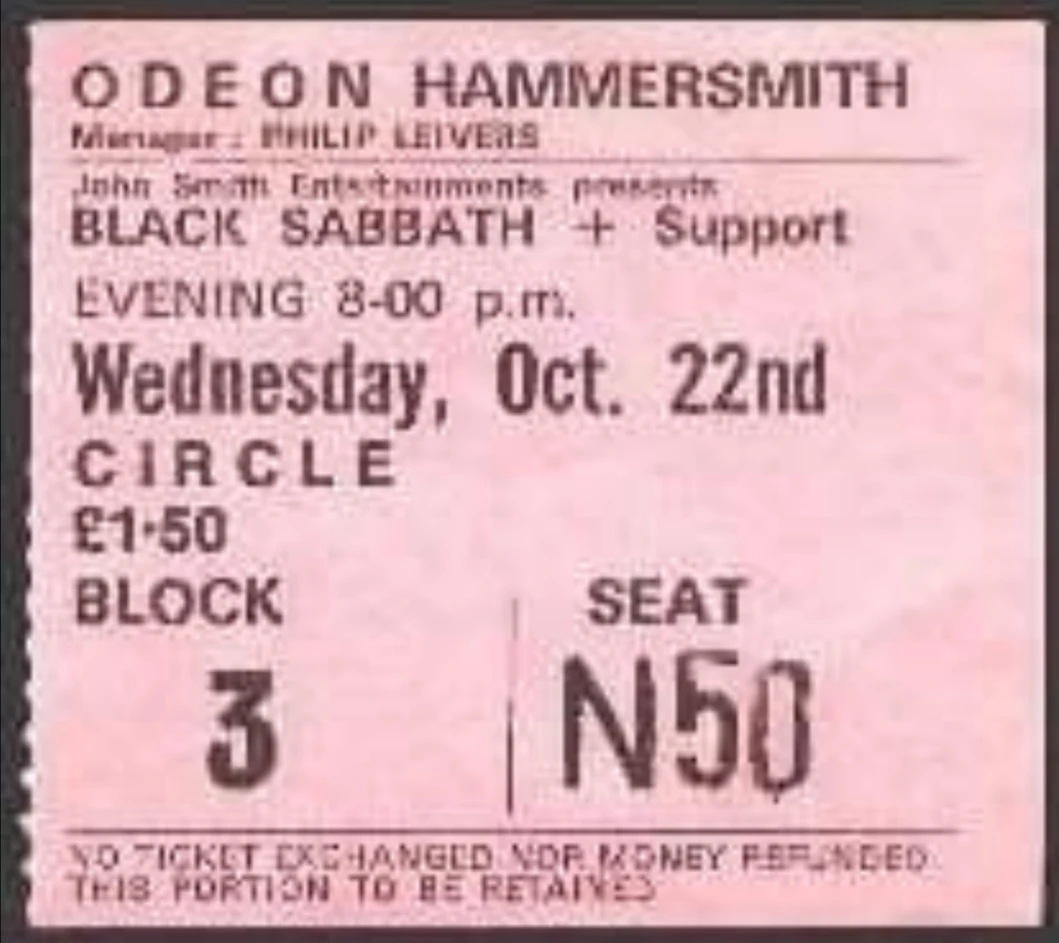 ODEON HAMMERSMITH
Manager : PHILIP LEIVERS
John Smith Entertainments presents
BLACK SABBATH + Support
EVENING 8-00 p.m.
Wednesday, Oct. 22nd
CIRCLE
£1·50
BLOCK SEAT
3 N50
NO TICKET EXCHANGED NOR MONEY REFUNDED
THIS PORTION TO BE RETAINED